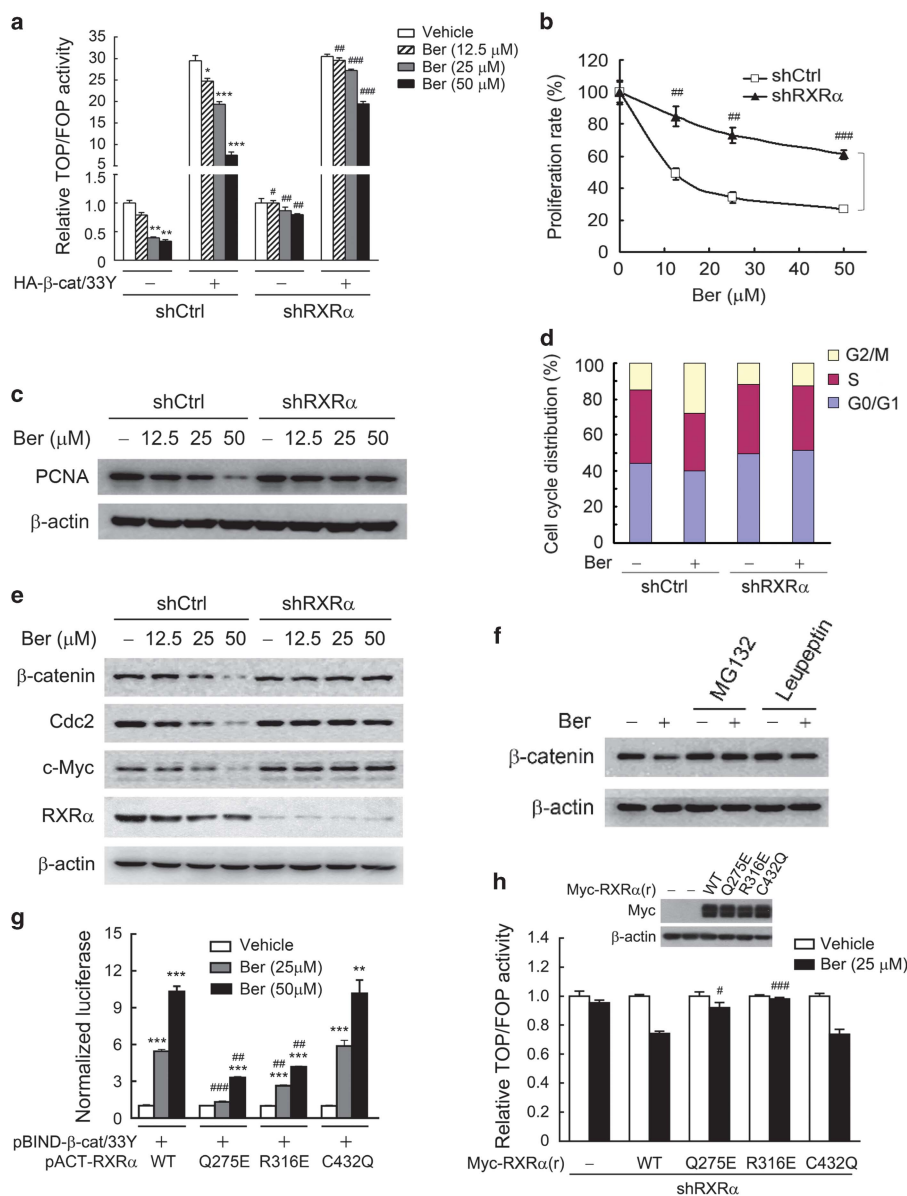 a
Relative TOP/FOP activity
35
30
25
20
15
10
5
1.5
1.0
0.5
0
Vehicle
Ber (12.5 μM)
Ber (25 μM)
Ber (50 μM)
** **
* *** ***
# ## ##
## ### ###
HA-β-cat/33Y − + − +
shCtrl shRXRα
b
Proliferation rate (%)
120
100
80
60
40
20
0
shCtrl
shRXRα
## ## ###
0 10 20 30 40 50
Ber (μM)
c
shCtrl shRXRα
Ber (μM) − 12.5 25 50 − 12.5 25 50
PCNA
β-actin
d
Cell cycle distribution (%)
100
80
60
40
20
0
G2/M
S
G0/G1
Ber − + − +
shCtrl shRXRα
e
shCtrl shRXRα
Ber (μM) − 12.5 25 50 − 12.5 25 50
β-catenin
Cdc2
c-Myc
RXRα
β-actin
f
MG132 Leupeptin
Ber − + − + − +
β-catenin
β-actin
g
Normalized luciferase
15
12
9
6
3
0
Vehicle
Ber (25μM)
Ber (50μM)
*** ***
### ## ***
## *** ## ***
*** **
pBIND-β-cat/33Y + + + +
pACT-RXRα WT Q275E R316E C432Q
h
Myc-RXRα(r) − − WT Q275E R316E C432Q
Myc
β-actin
Relative TOP/FOP activity
1.4
1.2
1.0
0.8
0.6
0.4
0.2
0
Vehicle
Ber (25 μM)
# ###
Myc-RXRα(r) − WT Q275E R316E C432Q
shRXRα